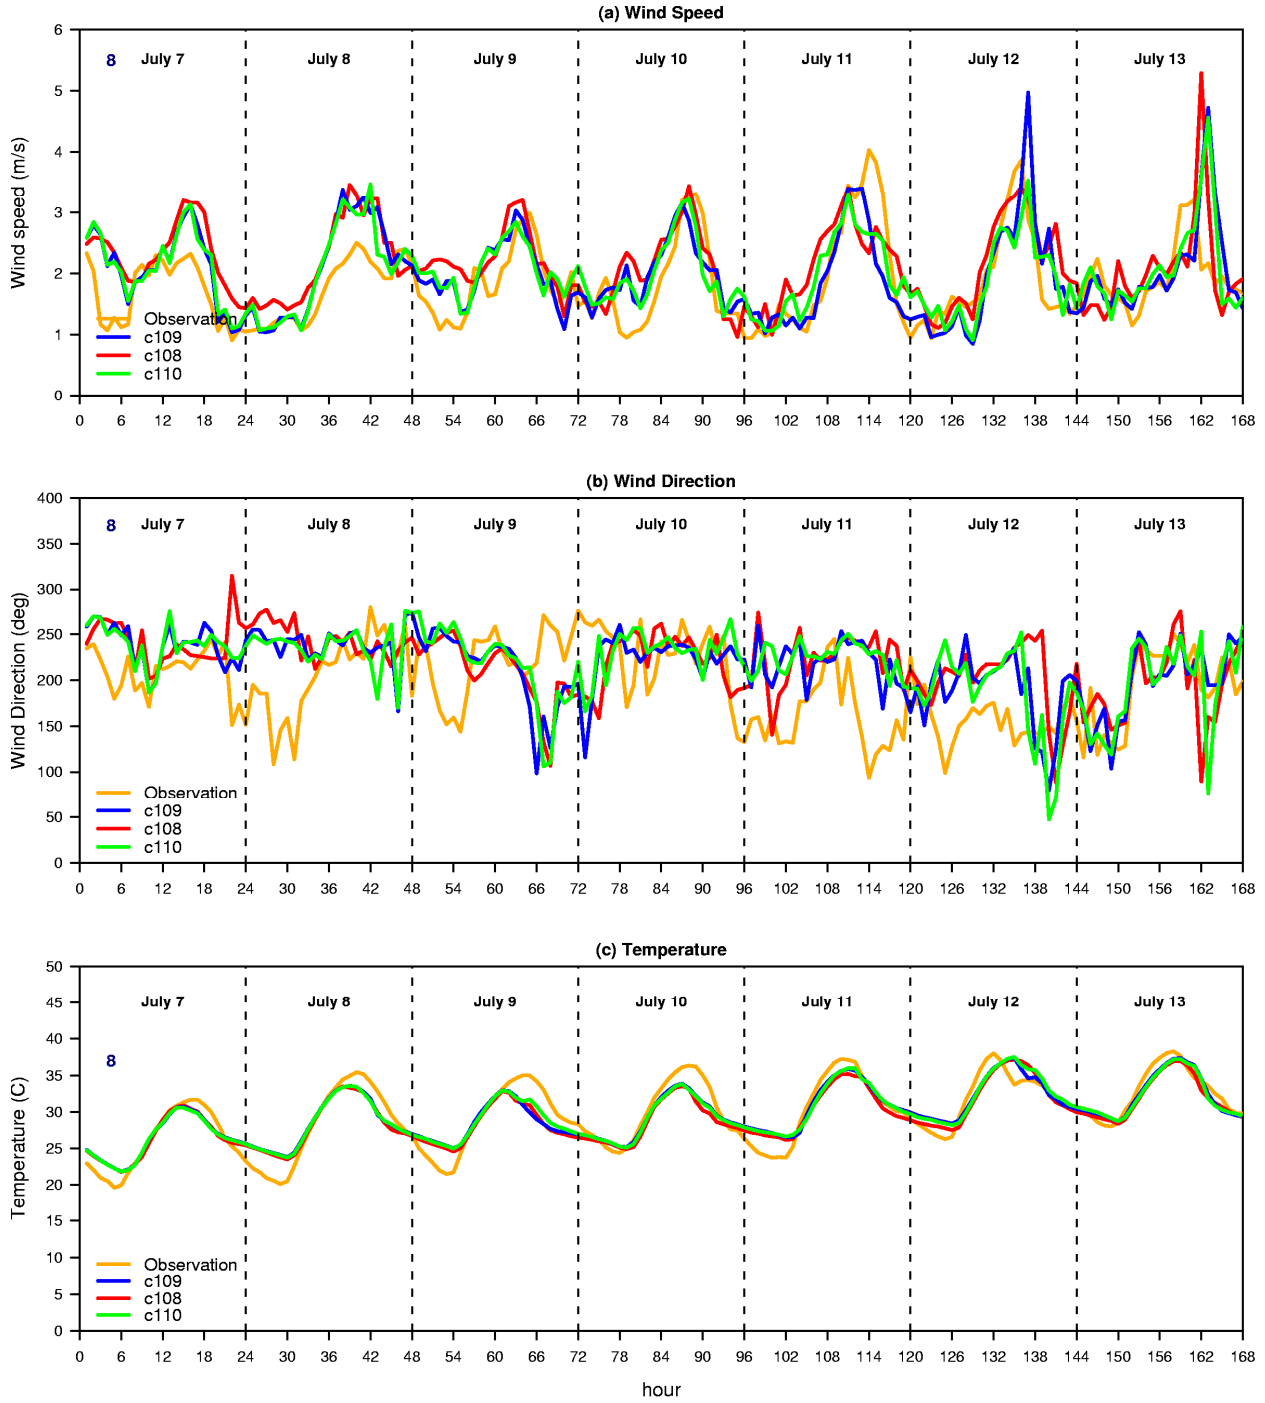 (a) Wind Speed
Wind speed (m/s)
6
5
4
3
2
1
0
8 July 7 July 8 July 9 July 10 July 11 July 12 July 13
Observation
c109
c108
c110
0 6 12 18 24 30 36 42 48 54 60 66 72 78 84 90 96 102 108 114 120 126 132 138 144 150 156 162 168
(b) Wind Direction
Wind Direction (deg)
400
350
300
250
200
150
100
50
0
8 July 7 July 8 July 9 July 10 July 11 July 12 July 13
Observation
c109
c108
c110
0 6 12 18 24 30 36 42 48 54 60 66 72 78 84 90 96 102 108 114 120 126 132 138 144 150 156 162 168
(c) Temperature
Temperature (C)
50
45
40
35
30
25
20
15
10
5
0
July 7 July 8 July 9 July 10 July 11 July 12 July 13
8
Observation
c109
c108
c110
0 6 12 18 24 30 36 42 48 54 60 66 72 78 84 90 96 102 108 114 120 126 132 138 144 150 156 162 168
hour